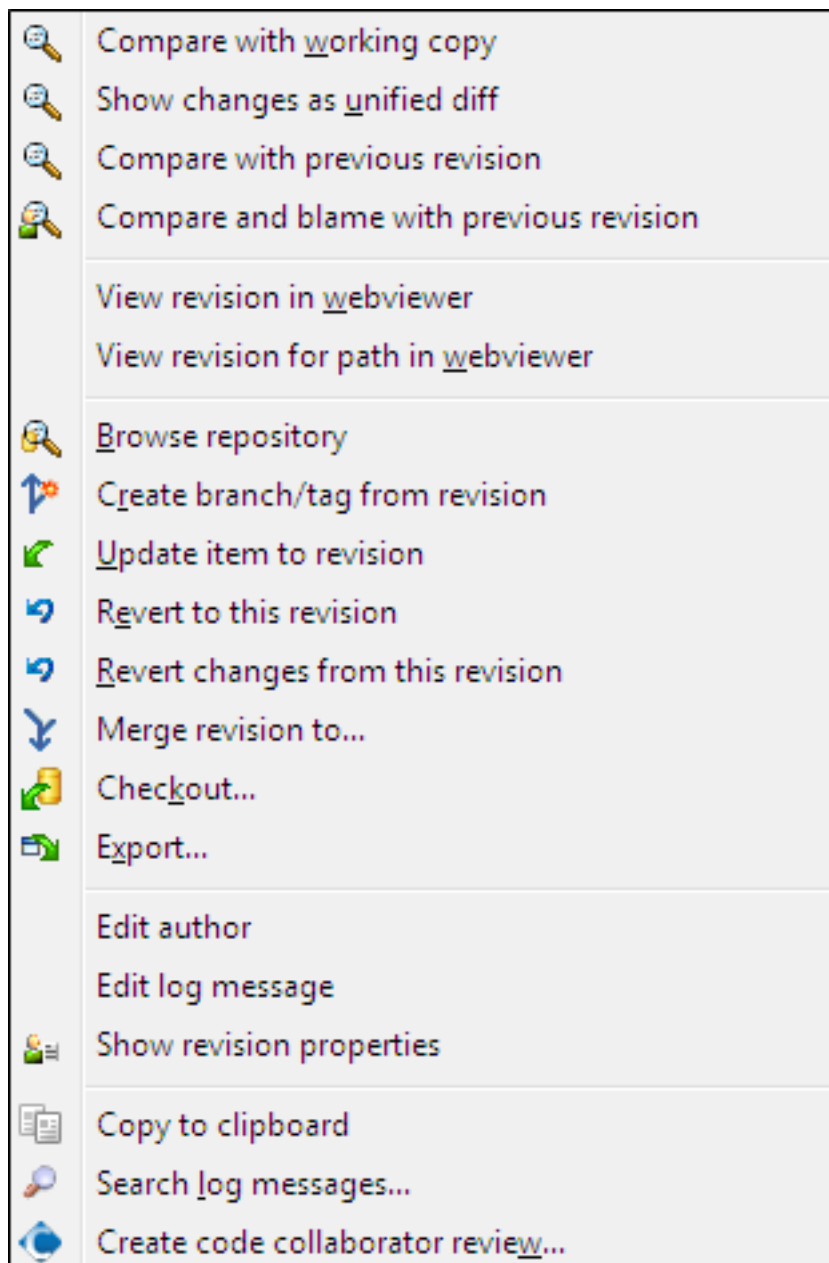 Compare with working copy
Show changes as unified diff
Compare with previous revision
Compare and blame with previous revision
View revision in webviewer
View revision for path in webviewer
Browse repository
Create branch/tag from revision
Update item to revision
Revert to this revision
Revert changes from this revision
Merge revision to...
Checkout...
Export...
Edit author
Edit log message
Show revision properties
Copy to clipboard
Search log messages...
Create code collaborator review...